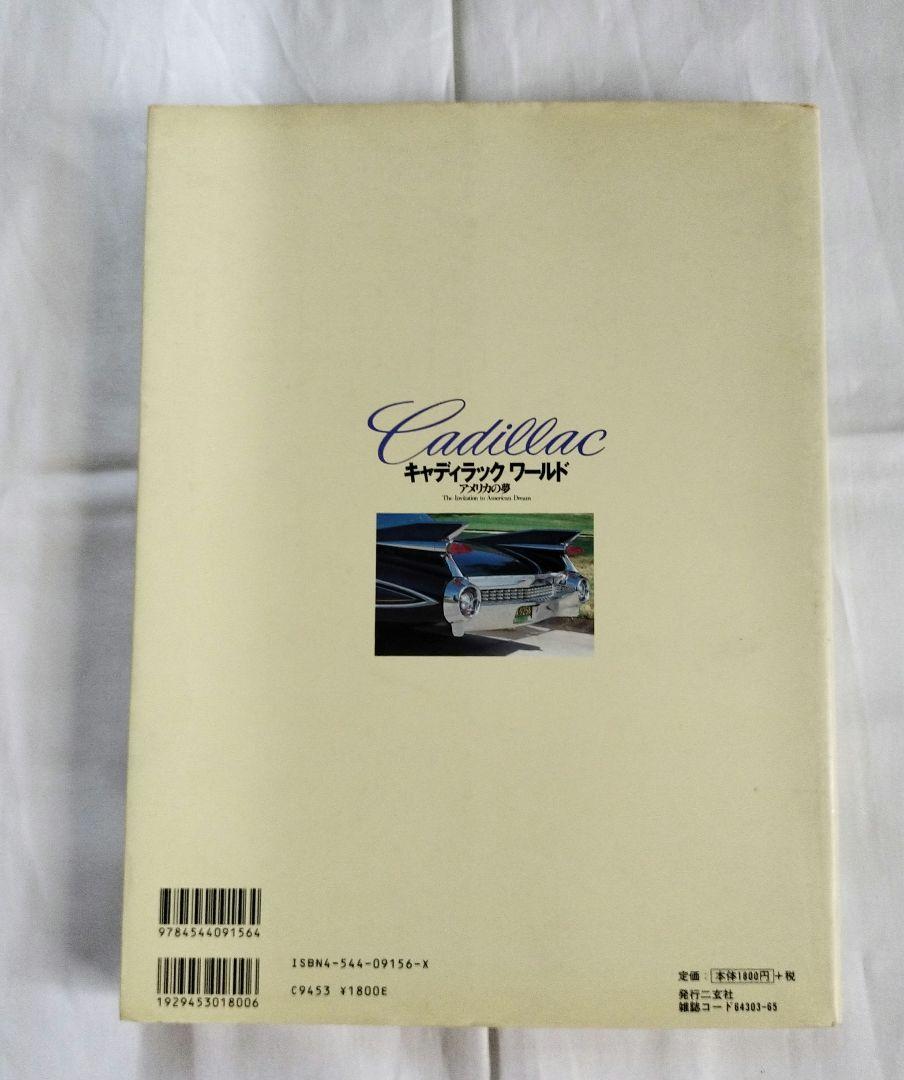 Cadillac
キャディラック ワールド
アメリカの夢
The Invitation to American Dream
9784544091564
ISBN4-544-09156-X
1929453018006
C9453 ¥1800E
定価：本体1800円+税
発行二玄社
雑誌コード64303-65